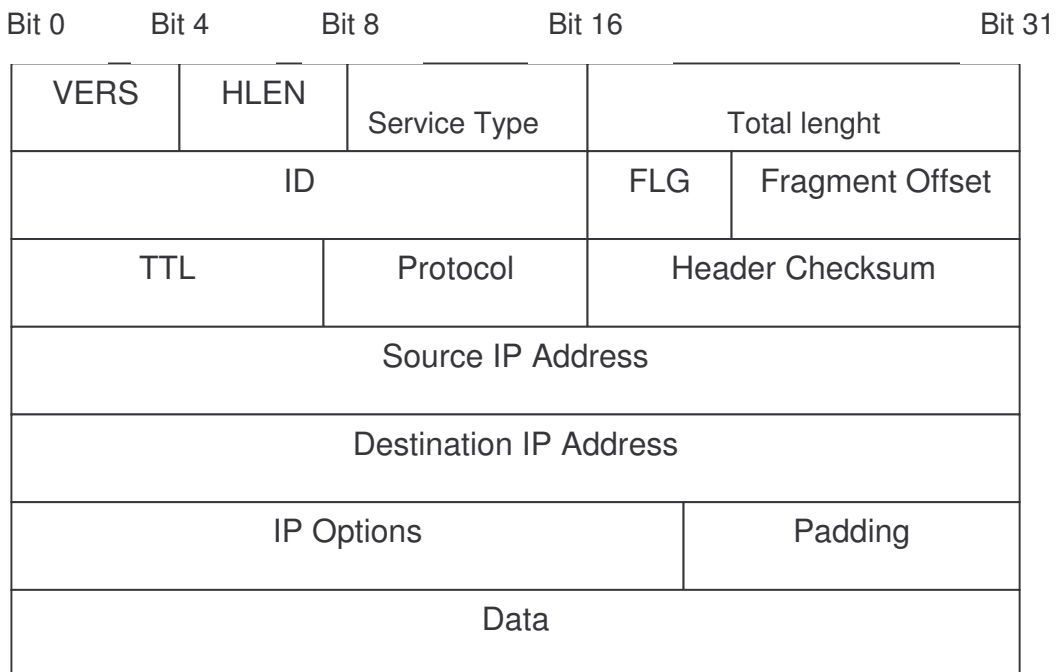 Bit 0 Bit 4 Bit 8 Bit 16 Bit 31
VERS HLEN
Service Type Total lenght
ID FLG Fragment Offset
TTL Protocol Header Checksum
Source IP Address
Destination IP Address
IP Options Padding
Data